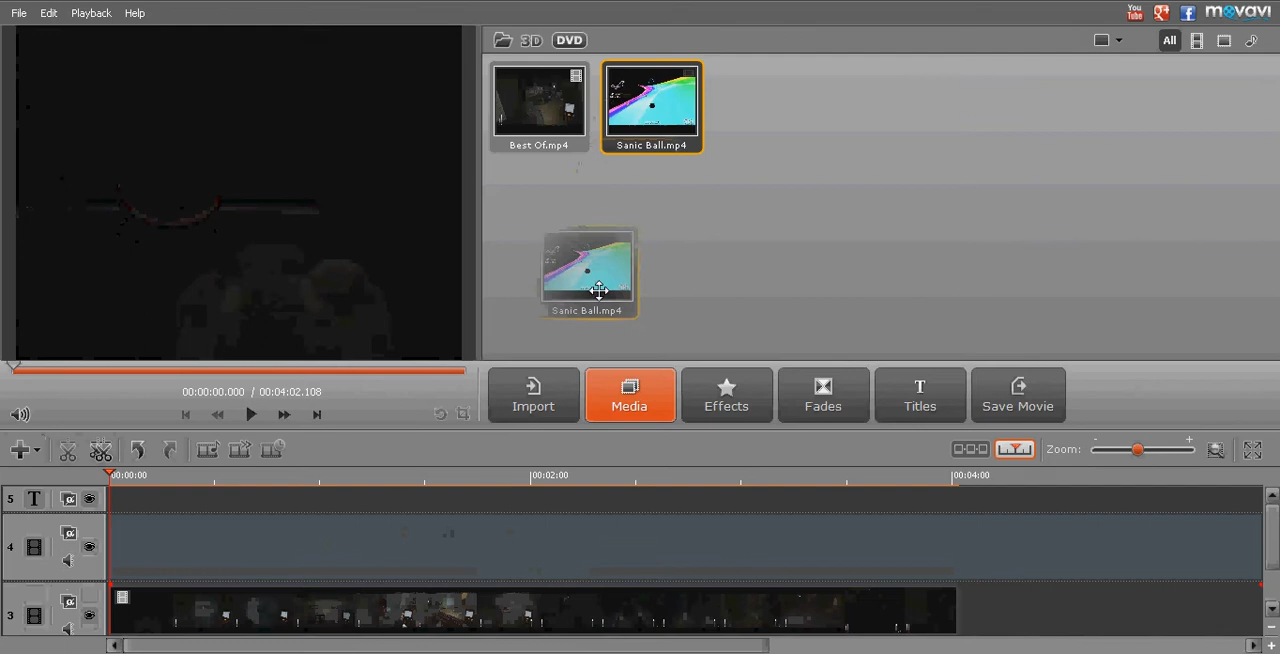 File Edit Playback Help
You Tube g+ f movavi
3D DVD All
Best Of.mp4 Sanic Ball.mp4
Sanic Ball.mp4
00:00:00.000 / 00:04:02.108
Import Media Effects Fades Titles Save Movie
Zoom: - +
00:00:00 00:02:00 00:04:00
5 T
4
3